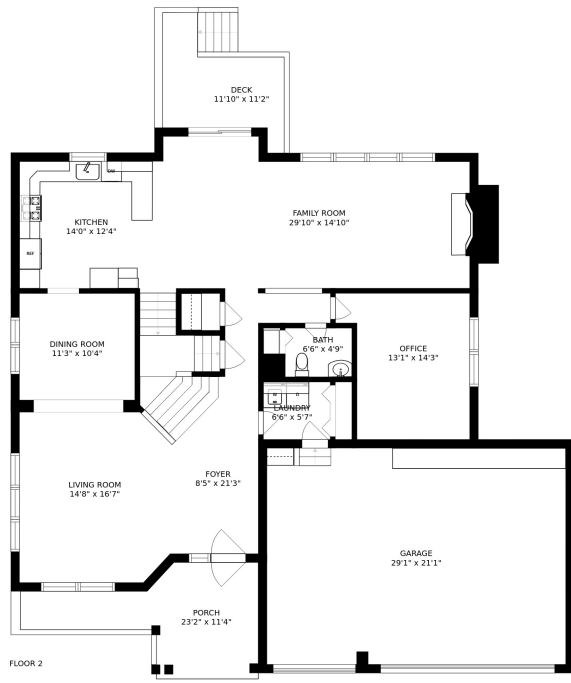 DECK
11'10" x 11'2"
DW
KITCHEN
14'0" x 12'4"
REF
FAMILY ROOM
29'10" x 14'10"
DINING ROOM
11'3" x 10'4"
BATH
6'6" x 4'9"
OFFICE
13'1" x 14'3"
LAUNDRY
6'6" x 5'7"
LIVING ROOM
14'8" x 16'7"
FOYER
8'5" x 21'3"
GARAGE
29'1" x 21'1"
PORCH
23'2" x 11'4"
FLOOR 2